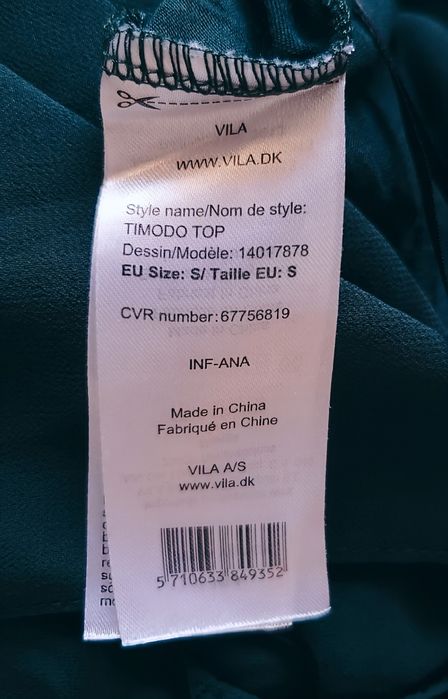 VILA
WWW.VILA.DK
Style name/Nom de style:
TIMODO TOP
Dessin/Modèle: 14017878
EU Size: S/ Taille EU: S
CVR number:67756819
INF-ANA
Made in China
Fabriqué en Chine
VILA A/S
www.vila.dk
5 710633 849352